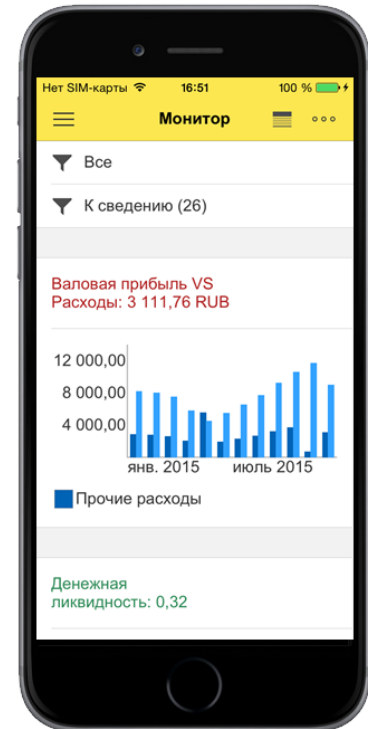 Нет SIM-карты 16:51 100 %
Монитор
Все
К сведению (26)
Валовая прибыль VS
Расходы: 3 111,76 RUB
12 000,00
8 000,00
4 000,00
янв. 2015 июль 2015
Прочие расходы
Денежная
ликвидность: 0,32